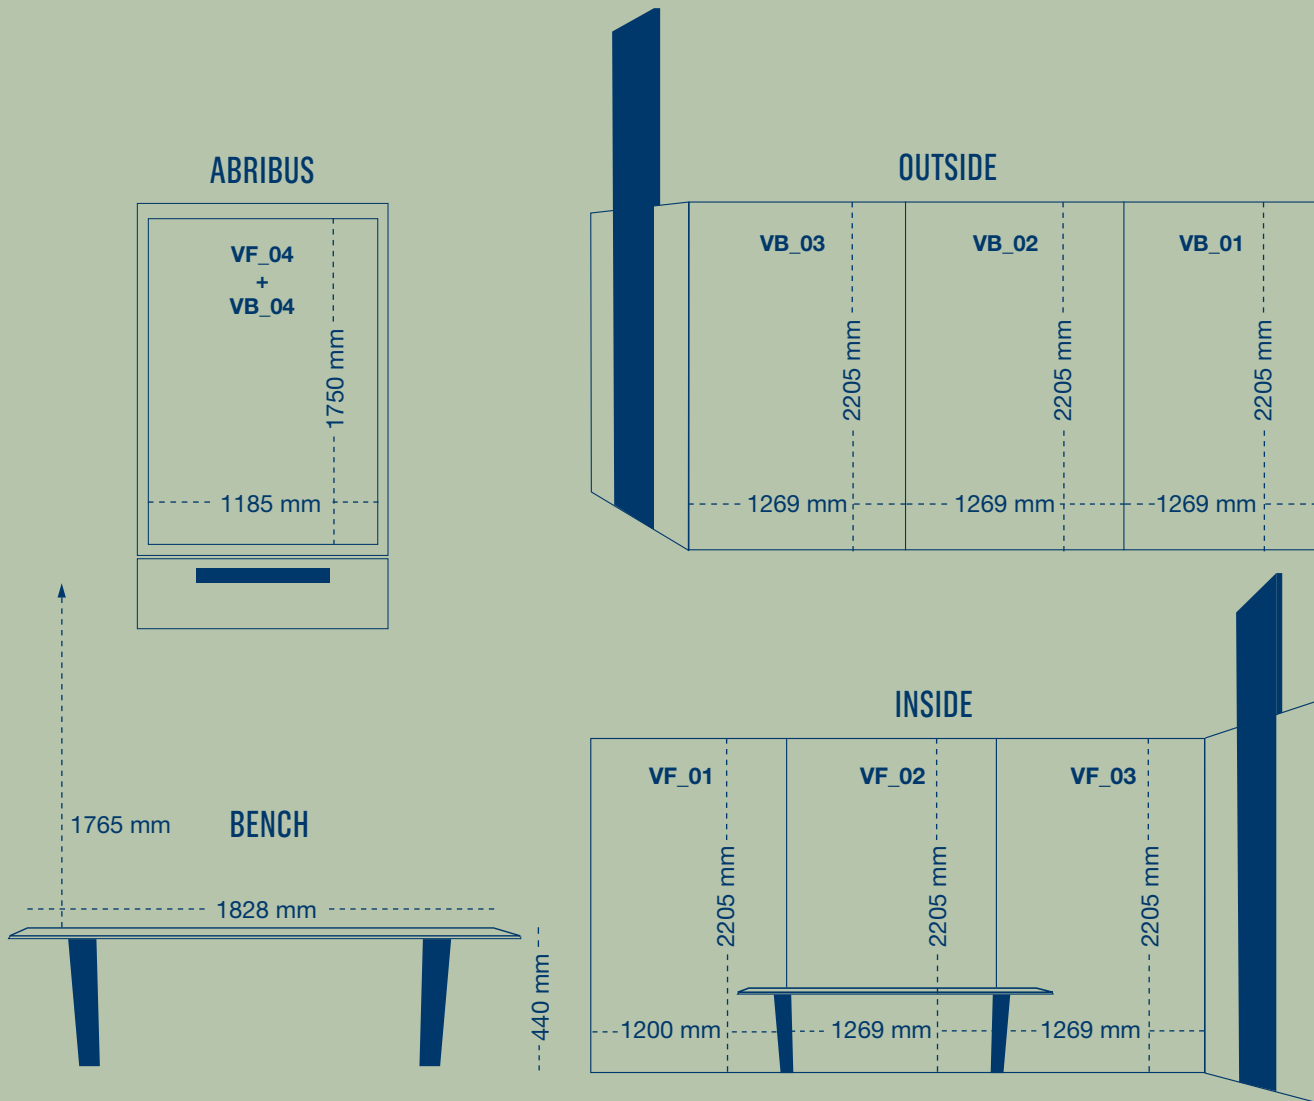 ABRIBUS
VF_04
+
VB_04
1750 mm
1185 mm
OUTSIDE
VB_03
VB_02
VB_01
2205 mm
2205 mm
2205 mm
1269 mm
1269 mm
1269 mm
1765 mm
BENCH
1828 mm
440 mm
INSIDE
VF_01
VF_02
VF_03
2205 mm
2205 mm
2205 mm
1200 mm
1269 mm
1269 mm